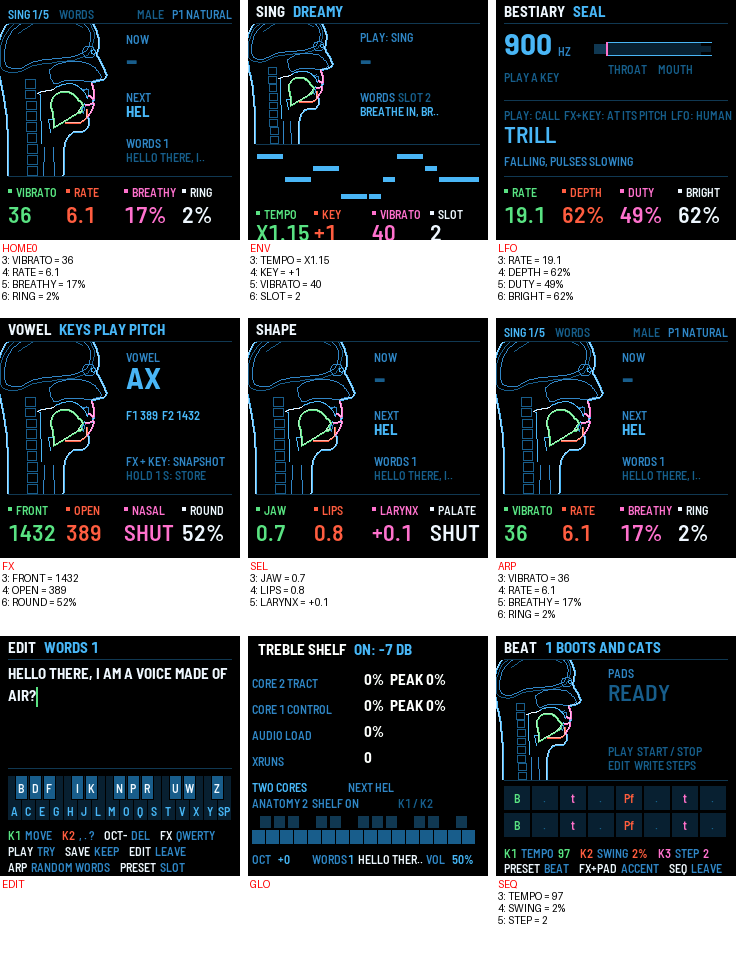 SING 1/5 WORDS MALE P1 NATURAL
NOW
–
NEXT
HEL
WORDS 1
HELLO THERE, I..
VIBRATO RATE BREATHY RING
36 6.1 17% 2%
HOME0
3: VIBRATO = 36
4: RATE = 6.1
5: BREATHY = 17%
6: RING = 2%
SING DREAMY
PLAY: SING
–
WORDS SLOT 2
BREATHE IN, BR..
TEMPO KEY VIBRATO SLOT
X1.15 +1 40 2
ENV
3: TEMPO = X1.15
4: KEY = +1
5: VIBRATO = 40
6: SLOT = 2
BESTIARY SEAL
900 HZ
THROAT MOUTH
PLAY A KEY
PLAY: CALL FX+KEY: AT ITS PITCH LFO: HUMAN
TRILL
FALLING, PULSES SLOWING
RATE DEPTH DUTY BRIGHT
19.1 62% 49% 62%
LFO
3: RATE = 19.1
4: DEPTH = 62%
5: DUTY = 49%
6: BRIGHT = 62%
VOWEL KEYS PLAY PITCH
VOWEL
AX
F1 389 F2 1432
FX+ KEY: SNAPSHOT
HOLD 1 S: STORE
FRONT OPEN NASAL ROUND
1432 389 SHUT 52%
FX
3: FRONT = 1432
4: OPEN = 389
6: ROUND = 52%
SHAPE
NOW
–
NEXT
HEL
WORDS 1
HELLO THERE, I..
JAW LIPS LARYNX PALATE
0.7 0.8 +0.1 SHUT
SEL
3: JAW = 0.7
4: LIPS = 0.8
5: LARYNX = +0.1
SING 1/5 WORDS MALE P1 NATURAL
NOW
–
NEXT
HEL
WORDS 1
HELLO THERE, I..
VIBRATO RATE BREATHY RING
36 6.1 17% 2%
ARP
3: VIBRATO = 36
4: RATE = 6.1
5: BREATHY = 17%
6: RING = 2%
EDIT WORDS 1
HELLO THERE, I AM A VOICE MADE OF
AIR?
B D F I K N P R U W Z
A C E G H J L M O Q S T V X Y SP
K1 MOVE K2 , . ? OCT- DEL FX QWERTY
PLAY TRY SAVE KEEP EDIT LEAVE
ARP RANDOM WORDS PRESET SLOT
EDIT
TREBLE SHELF ON: -7 DB
CORE 2 TRACT 0% PEAK 0%
CORE 1 CONTROL 0% PEAK 0%
AUDIO LOAD 0%
XRUNS 0
TWO CORES NEXT HEL
ANATOMY 2 SHELF ON K1 / K2
OCT +0 WORDS 1 HELLO THER.. VOL 50%
GLO
BEAT 1 BOOTS AND CATS
PADS
READY
PLAY START / STOP
EDIT WRITE STEPS
B . t . Pf . t .
B . t . Pf . t .
K1 TEMPO 97 K2 SWING 2% K3 STEP 2
PRESET BEAT FX+PAD ACCENT SEQ LEAVE
SEQ
3: TEMPO = 97
4: SWING = 2%
5: STEP = 2